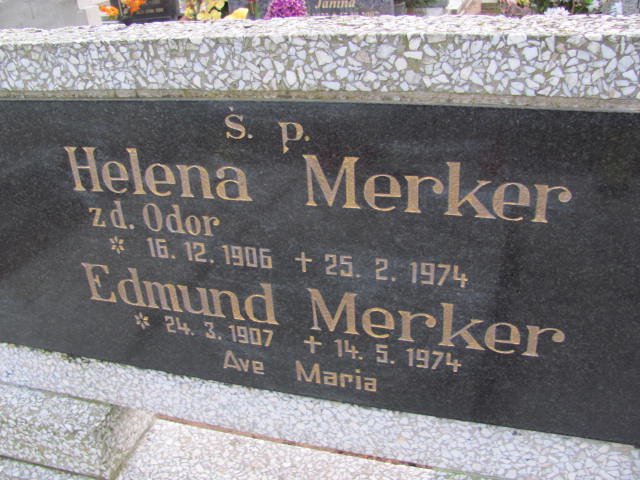 Janina
Ś. p.
Helena Merker
zd. Odor
* 16. 12. 1906 + 25. 2. 1974
Edmund Merker
* 24. 3. 1907 + 14. 5. 1974
Ave Maria